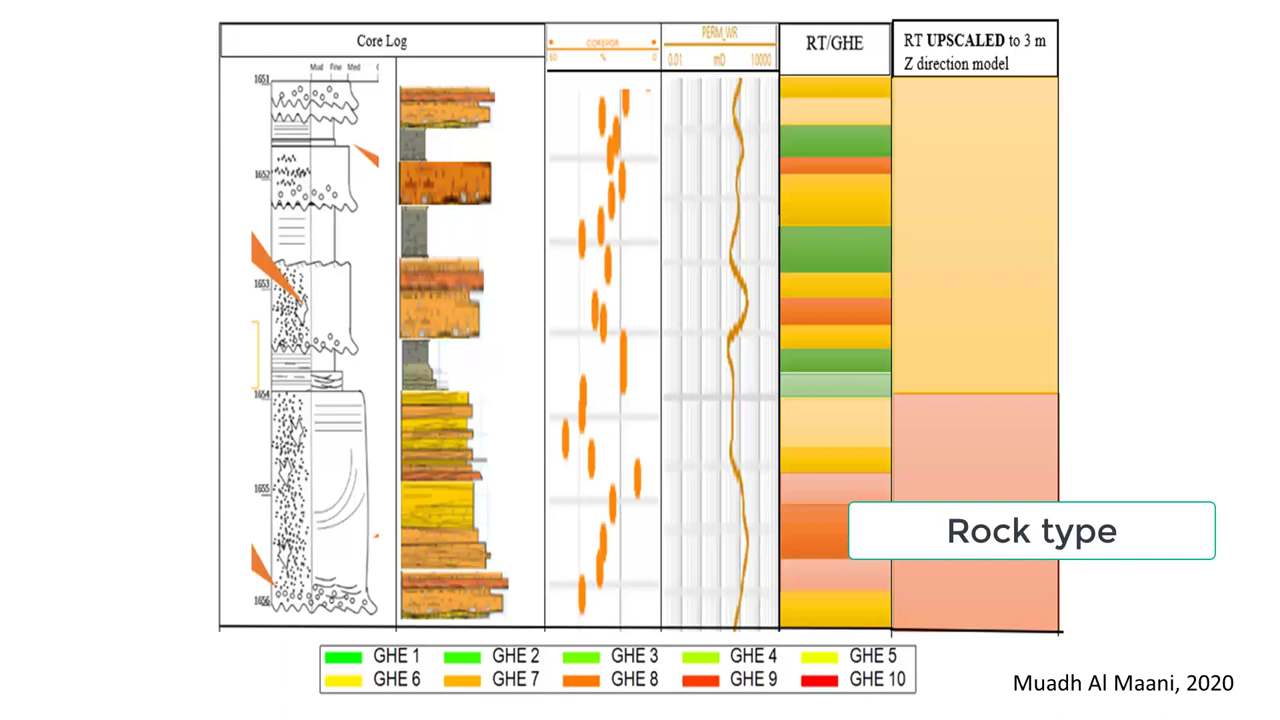 Core Log
COREPOR
50 % 0
PERM_WR
0.01 mD 10000
RT/GHE
RT UPSCALED to 3 m
Z direction model
Mud Fine Med
1651
1652
1653
1654
1655
1656
Rock type
GHE 1 GHE 2 GHE 3 GHE 4 GHE 5
GHE 6 GHE 7 GHE 8 GHE 9 GHE 10
Muadh Al Maani, 2020